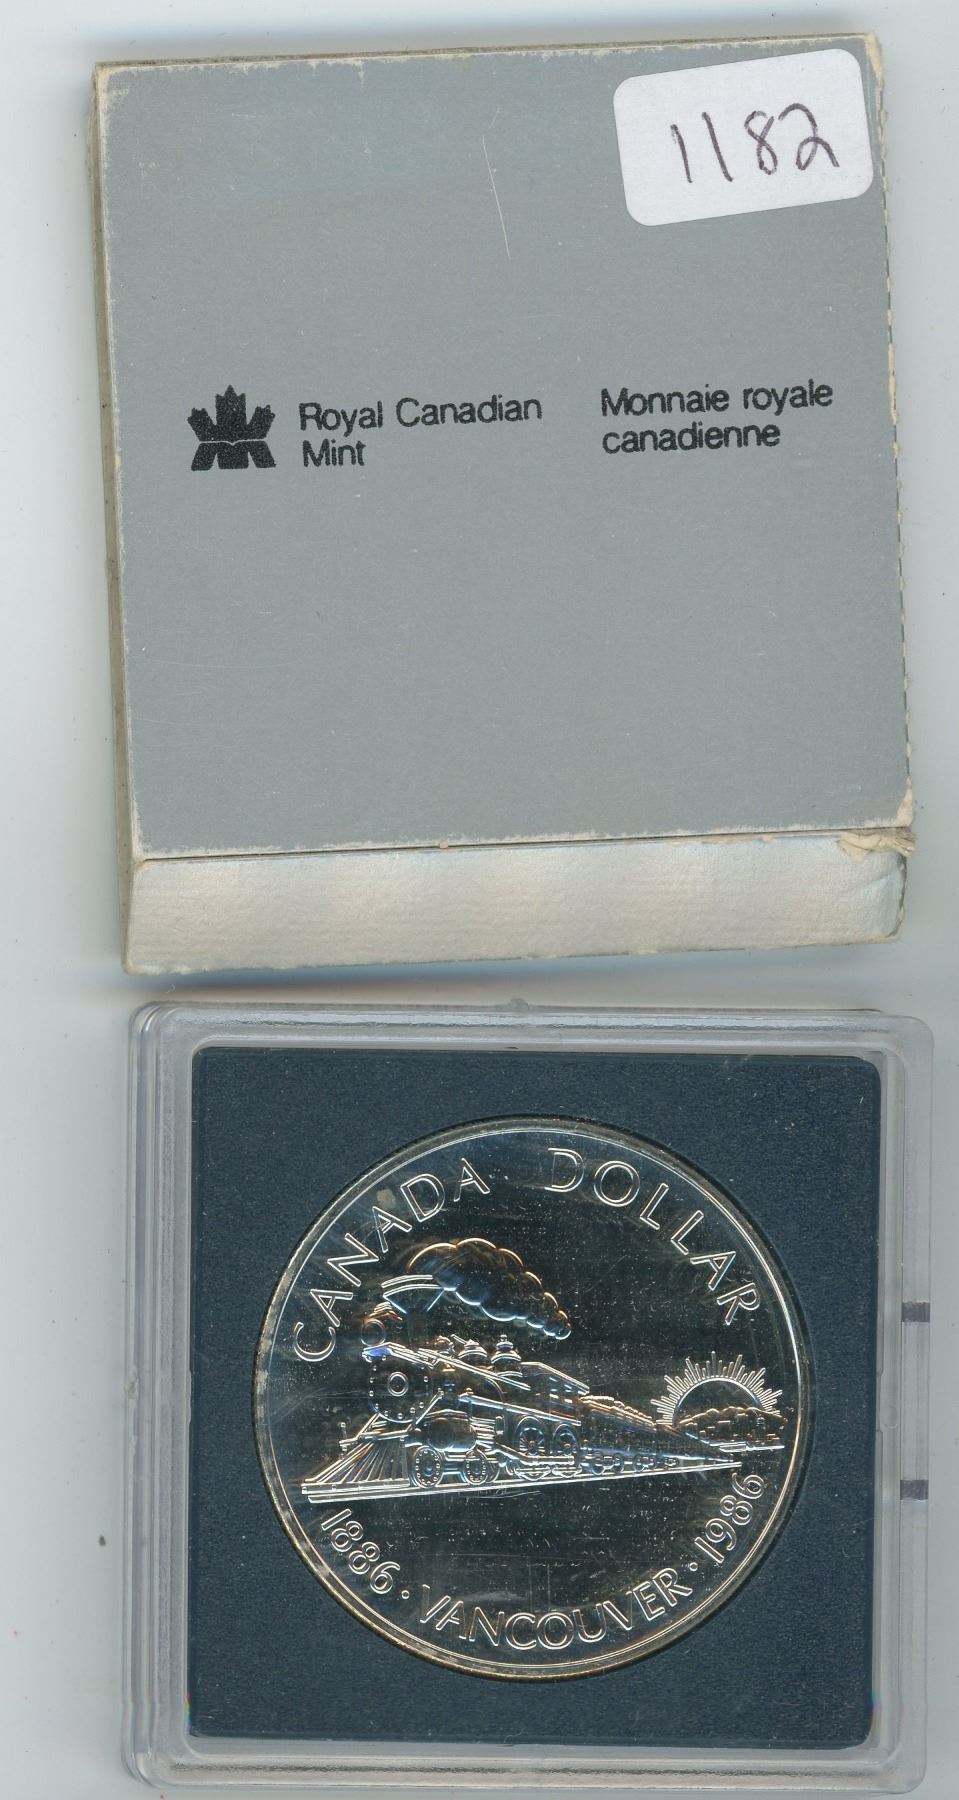 1182
Royal Canadian
Mint
Monnaie royale
canadienne
CANADA DOLLAR
1886 · VANCOUVER · 1986